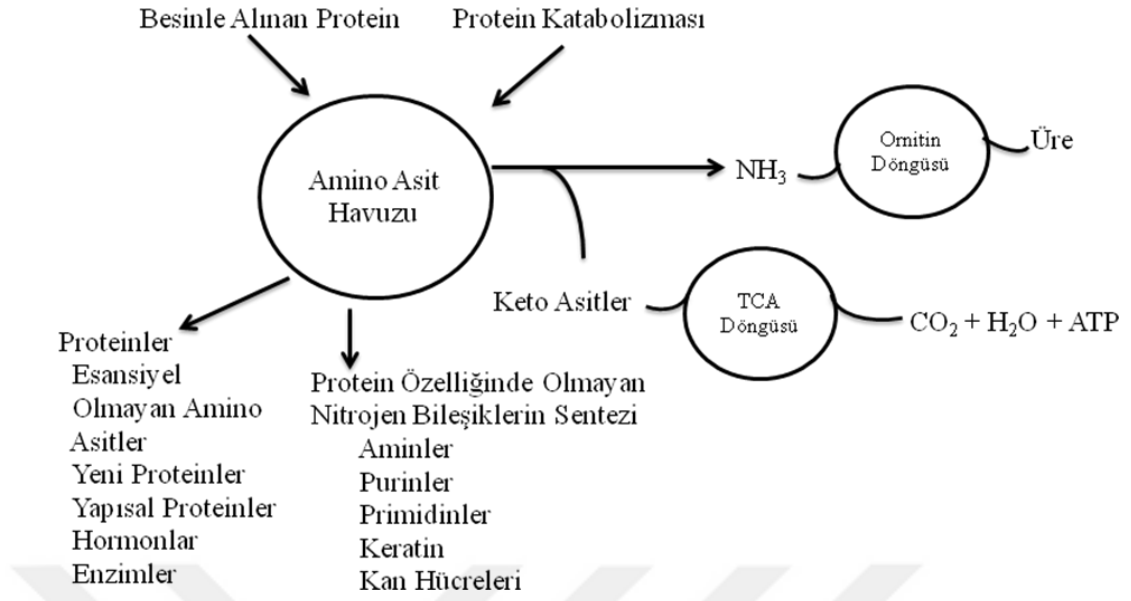 Besinle Alınan Protein
Protein Katabolizması
Amino Asit
Havuzu
NH3
Ornitin
Döngüsü
Üre
Keto Asitler
TCA
Döngüsü
CO2 + H2O + ATP
Proteinler
Esansiyel
Olmayan Amino
Asitler
Yeni Proteinler
Yapısal Proteinler
Hormonlar
Enzimler
Protein Özelliğinde Olmayan
Nitrojen Bileşiklerin Sentezi
Aminler
Purinler
Primidinler
Keratin
Kan Hücreleri